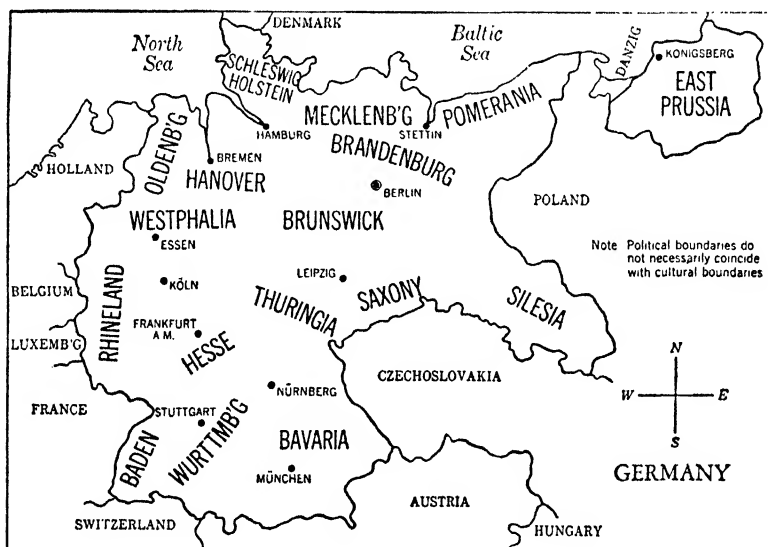 North
Sea
DENMARK
Baltic
Sea
SCHLESWIG
HOLSTEIN
DANZIG
KÖNIGSBERG
EAST
PRUSSIA
MECKLENB'G
POMERANIA
HAMBURG
STETTIN
OLDENB'G
BREMEN
BRANDENBURG
HOLLAND
HANOVER
BERLIN
POLAND
WESTPHALIA
BRUNSWICK
ESSEN
Note Political boundaries do
not necessarily coincide
with cultural boundaries
BELGIUM
RHINELAND
KÖLN
LEIPZIG
THURINGIA
SAXONY
SILESIA
LUXEMB'G
FRANKFURT
A M.
HESSE
CZECHOSLOVAKIA
N
W
E
S
FRANCE
NÜRNBERG
STUTTGART
BADEN
WURTTMB'G
BAVARIA
MÜNCHEN
GERMANY
AUSTRIA
SWITZERLAND
HUNGARY